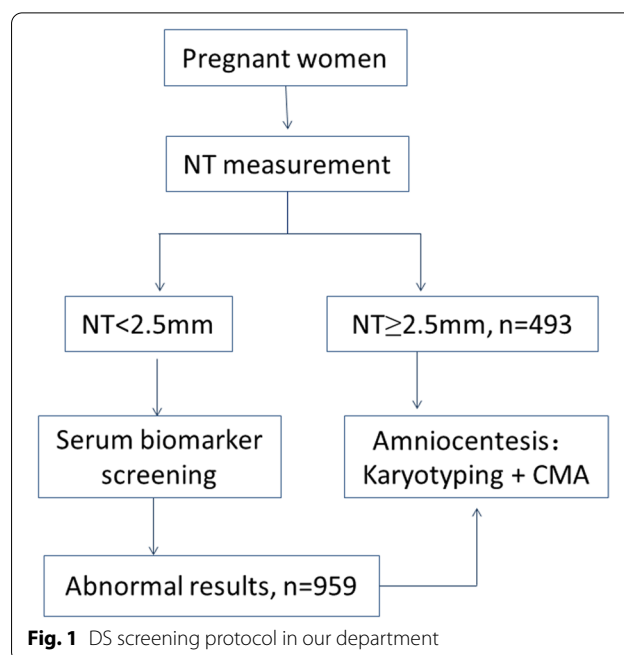 Pregnant women
NT measurement
NT<2.5mm
NT≥2.5mm, n=493
Serum biomarker
screening
Amniocentesis：
Karyotyping + CMA
Abnormal results, n=959
Fig. 1 DS screening protocol in our department